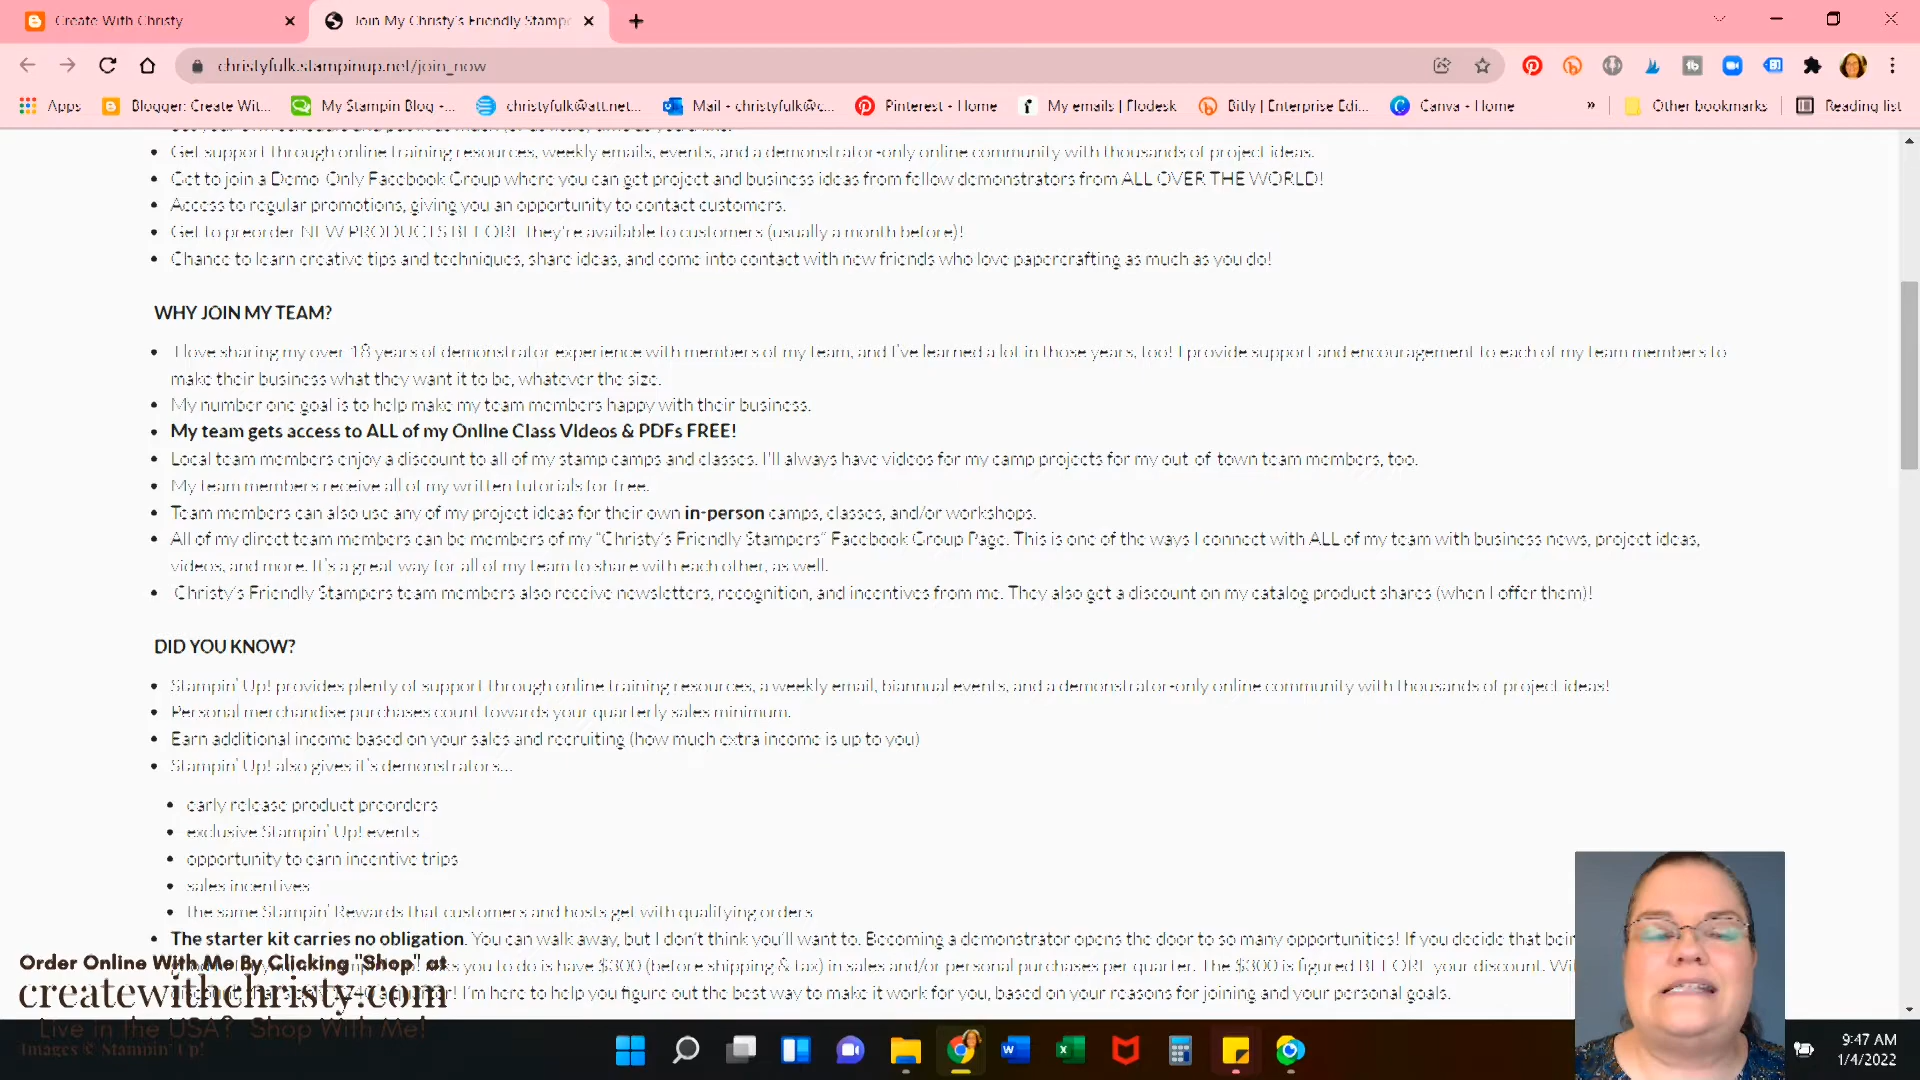 Create With Christy
Join My Christy's Friendly Stampe
christyfulk.stampinup.net/join_now
Apps
Blogger: Create Wit...
My Stampin Blog -...
christyfulk@att.net...
Mail - christyfulk@c...
Pinterest - Home
My emails | Flodesk
Bitly | Enterprise Edi...
Canva - Home
»
Other bookmarks
Reading list
Get support through online training resources, weekly emails, events, and a demonstrator-only online community with thousands of project ideas.
Get to join a Demo-Only Facebook Group where you can get project and business ideas from fellow demonstrators from ALL OVER THE WORLD!
Access to regular promotions, giving you an opportunity to contact customers.
Get to preorder NEW PRODUCTS BEFORE they're available to customers (usually a month before)!
Chance to learn creative tips and techniques, share ideas, and come into contact with new friends who love papercrafting as much as you do!
WHY JOIN MY TEAM?
I love sharing my over 18 years of demonstrator experience with members of my team, and I've learned a lot in those years, too! I provide support and encouragement to each of my team members to
make their business what they want it to be, whatever the size.
My number one goal is to help make my team members happy with their business.
My team gets access to ALL of my Online Class Videos & PDFs FREE!
Local team members enjoy a discount to all of my stamp camps and classes. I'll always have videos for my camp projects for my out-of-town team members, too.
My team members receive all of my written tutorials for free.
Team members can also use any of my project ideas for their own in-person camps, classes, and/or workshops.
All of my direct team members can be members of my "Christy's Friendly Stampers" Facebook Group Page. This is one of the ways I connect with ALL of my team with business news, project ideas,
videos, and more. It's a great way for all of my team to share with each other, as well.
Christy's Friendly Stampers team members also receive newsletters, recognition, and incentives from me. They also get a discount on my catalog product shares (when I offer them)!
DID YOU KNOW?
Stampin' Up! provides plenty of support through online training resources, a weekly email, biannual events, and a demonstrator-only online community with thousands of project ideas!
Personal merchandise purchases count towards your quarterly sales minimum.
Earn additional income based on your sales and recruiting (how much extra income is up to you)
Stampin' Up! also gives it's demonstrators...
early release product preorders
exclusive Stampin' Up! events
opportunity to earn incentive trips
sales incentives
the same Stampin' Rewards that customers and hosts get with qualifying orders
The starter kit carries no obligation. You can walk away, but I don't think you'll want to. Becoming a demonstrator opens the door to so many opportunities! If you decide that
you to do is have $300 (before shipping & tax) in sales and/or personal purchases per quarter. The $300 is figured BEFORE your discount.
I'm here to help you figure out the best way to make it work for you, based on your reasons for joining and your personal goals.
Order Online With Me By Clicking "Shop" at
createwithchristy.com
Live in the USA? Shop With Me!
Images © Stampin' Up!
9:47 AM
1/4/2022